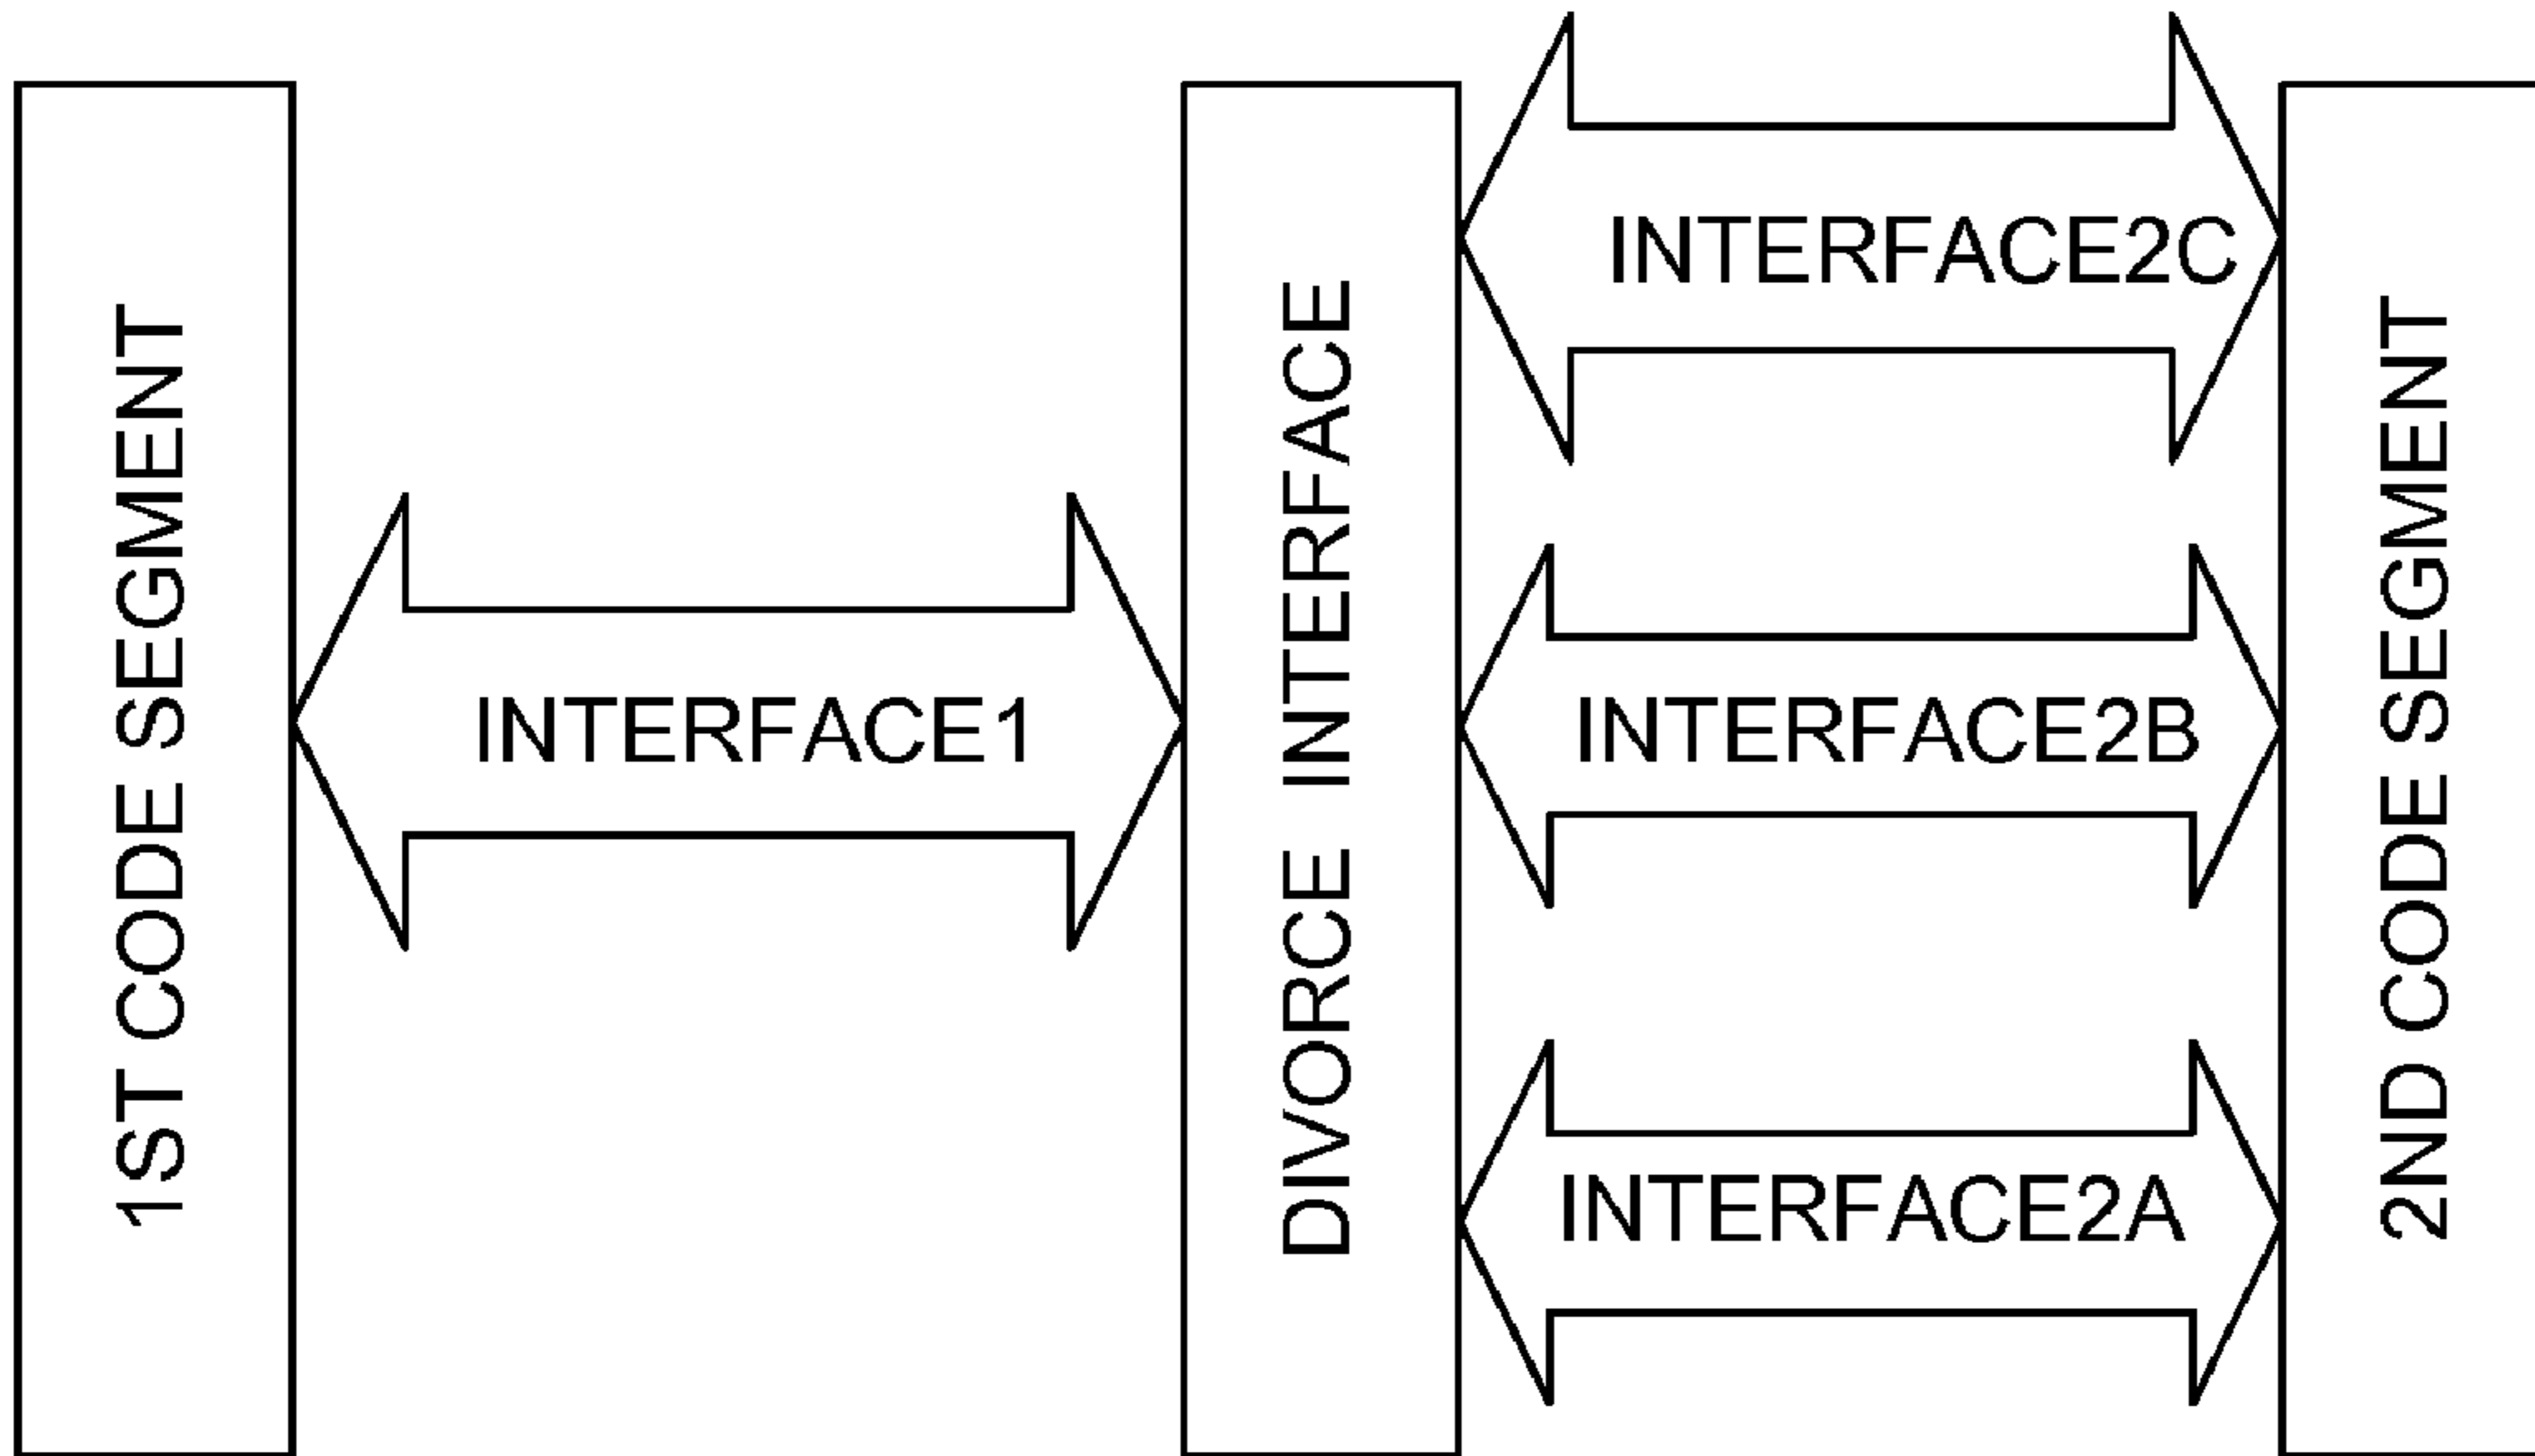 1ST CODE SEGMENT
INTERFACE1
DIVORCE INTERFACE
INTERFACE2C
INTERFACE2B
INTERFACE2A
2ND CODE SEGMENT